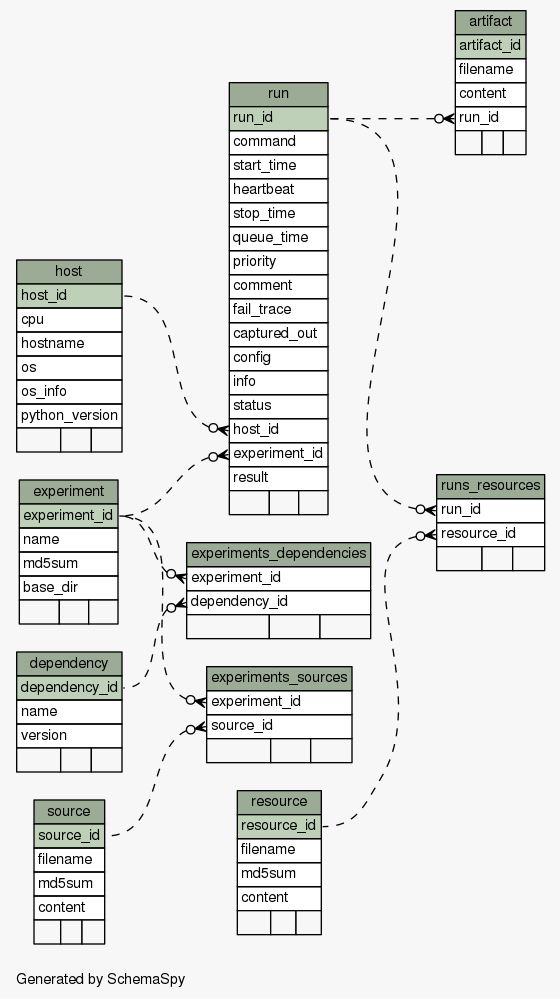 artifact
artifact_id
filename
content
run_id
run
run_id
command
start_time
heartbeat
stop_time
queue_time
priority
comment
fail_trace
captured_out
config
info
status
host_id
experiment_id
result
host
host_id
cpu
hostname
os
os_info
python_version
experiment
experiment_id
name
md5sum
base_dir
runs_resources
run_id
resource_id
experiments_dependencies
experiment_id
dependency_id
dependency
dependency_id
name
version
experiments_sources
experiment_id
source_id
source
source_id
filename
md5sum
content
resource
resource_id
filename
md5sum
content
Generated by SchemaSpy